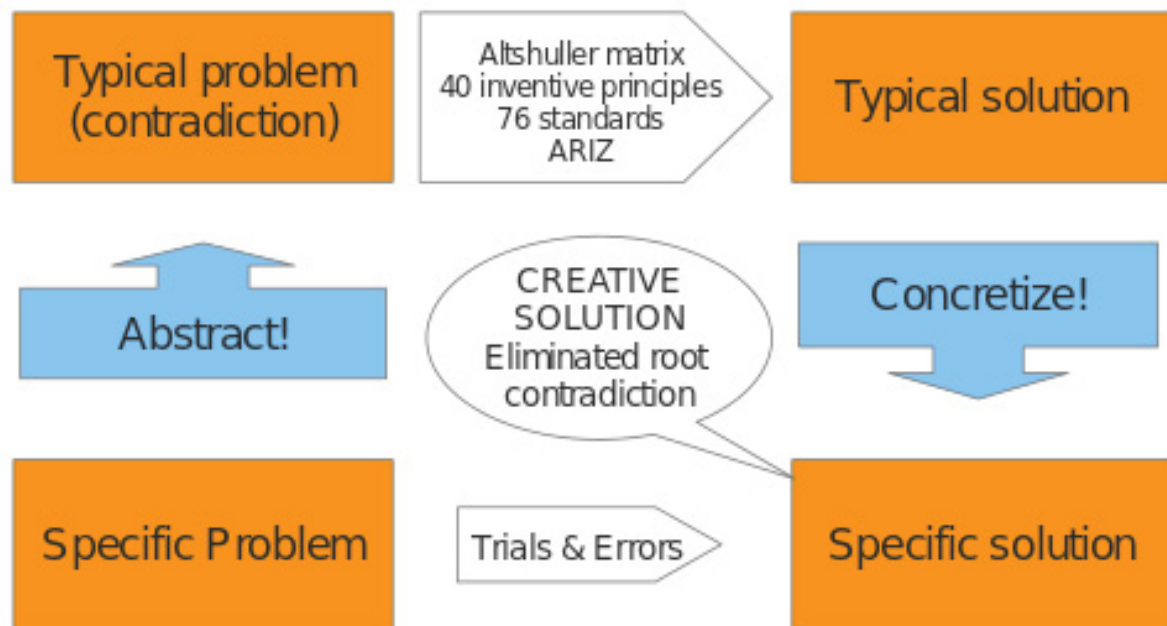 Typical problem
(contradiction)
Altshuller matrix
40 inventive principles
76 standards
ARIZ
Typical solution
Abstract!
CREATIVE
SOLUTION
Eliminated root
contradiction
Concretize!
Specific Problem
Trials & Errors
Specific solution